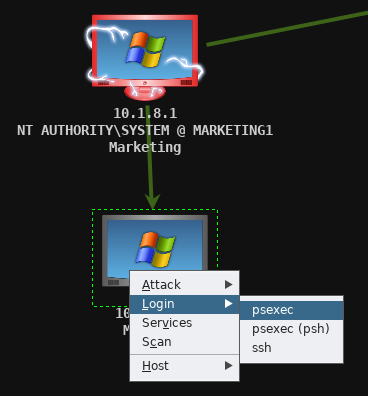 10.1.8.1
NT AUTHORITY\SYSTEM @ MARKETING1
Marketing
Attack
Login
Services
Scan
Host
psexec
psexec (psh)
ssh